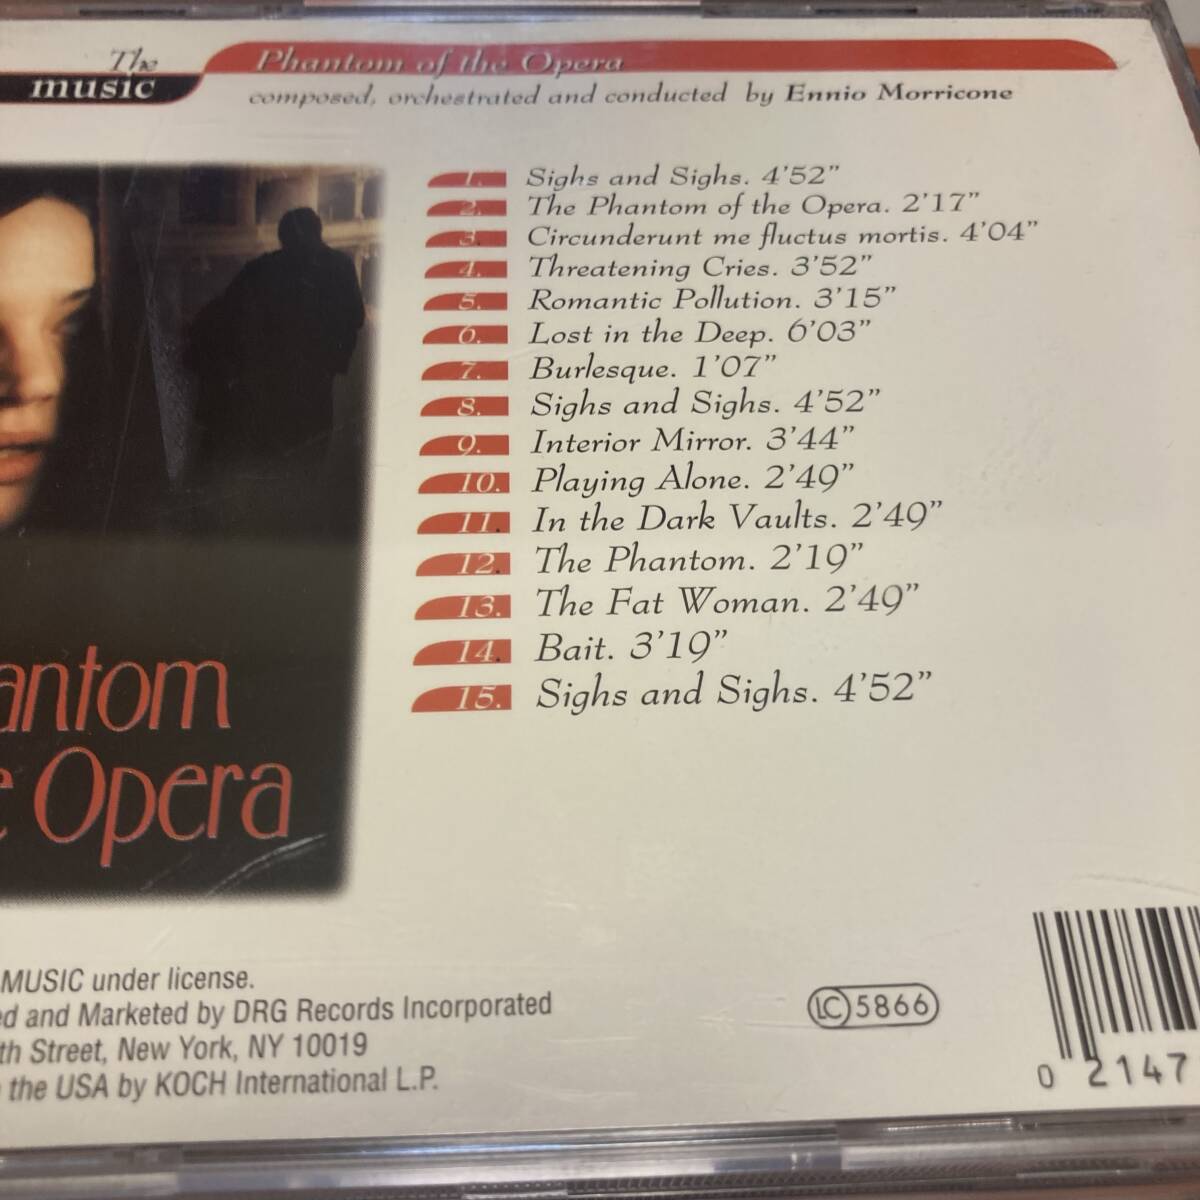 The
music
Phantom of the Opera
composed, orchestrated and conducted by Ennio Morricone
1. Sighs and Sighs. 4'52"
2. The Phantom of the Opera. 2'17"
3. Circunderunt me fluctus mortis. 4'04"
4. Threatening Cries. 3'52"
5. Romantic Pollution. 3'15"
6. Lost in the Deep. 6'03"
7. Burlesque. 1'07"
8. Sighs and Sighs. 4'52"
9. Interior Mirror. 3'44"
10. Playing Alone. 2'49"
11. In the Dark Vaults. 2'49"
12. The Phantom. 2'19"
13. The Fat Woman. 2'49"
14. Bait. 3'19"
15. Sighs and Sighs. 4'52"
antom
e Opera
MUSIC under license.
ed and Marketed by DRG Records Incorporated
th Street, New York, NY 10019
the USA by KOCH International L.P.
LC 5866
0 2147